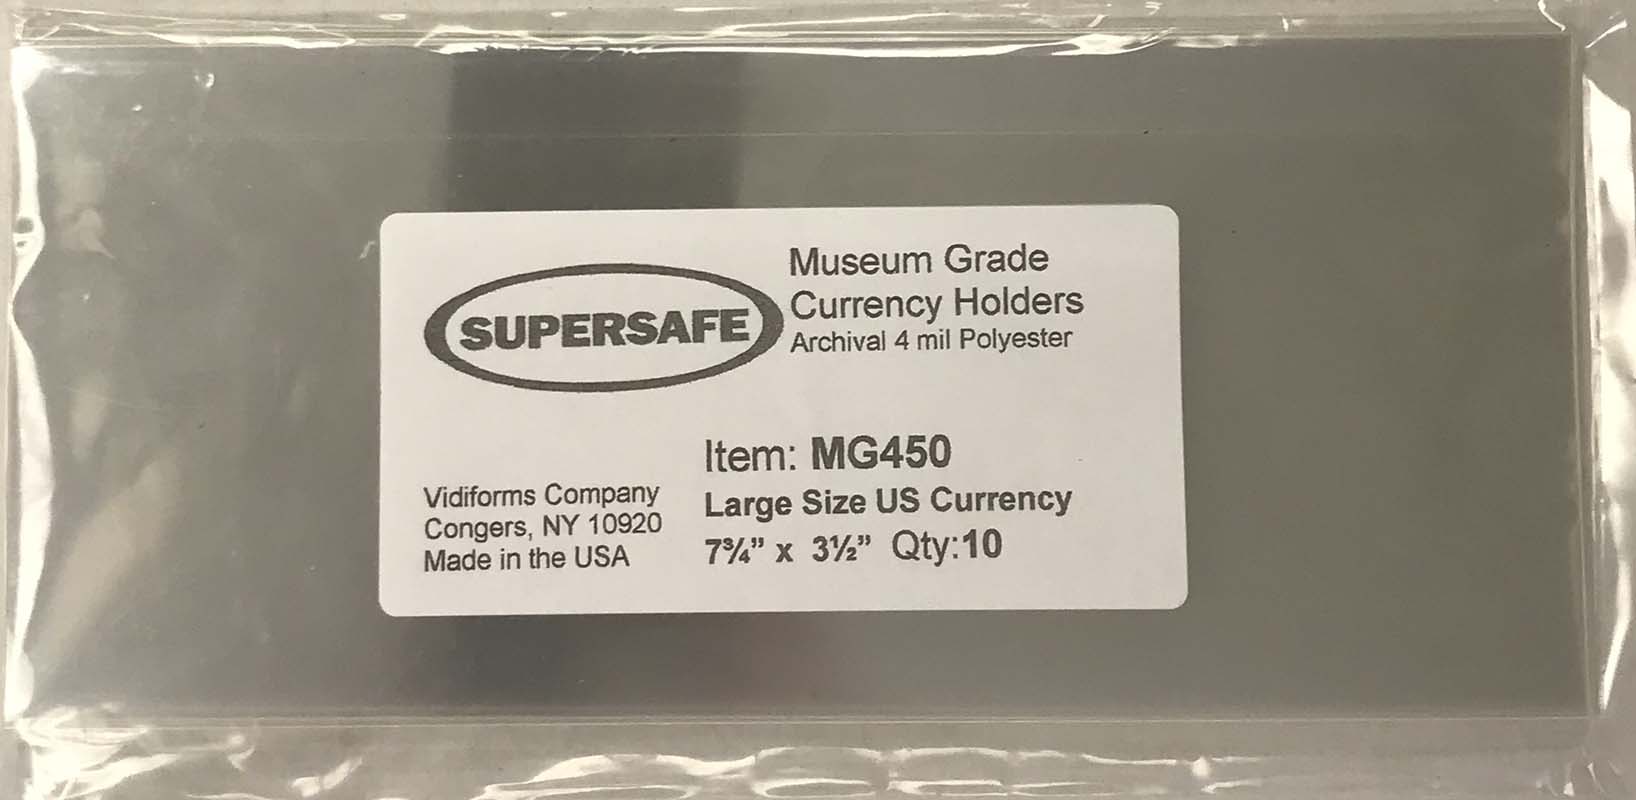 SUPERSAFE
Museum Grade
Currency Holders
Archival 4 mil Polyester
Item: MG450
Large Size US Currency
7¾” x 3½” Qty:10
Vidiforms Company
Congers, NY 10920
Made in the USA